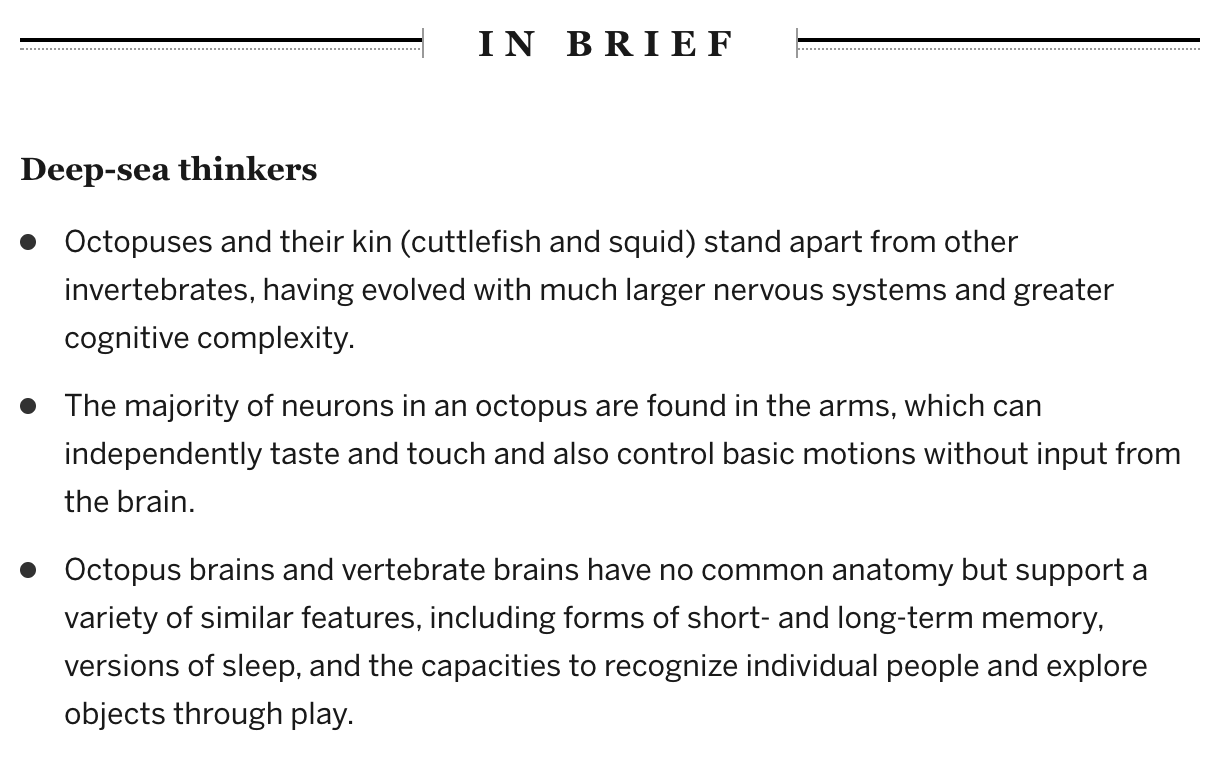 IN BRIEF
Deep-sea thinkers
Octopuses and their kin (cuttlefish and squid) stand apart from other
invertebrates, having evolved with much larger nervous systems and greater
cognitive complexity.
The majority of neurons in an octopus are found in the arms, which can
independently taste and touch and also control basic motions without input from
the brain.
Octopus brains and vertebrate brains have no common anatomy but support a
variety of similar features, including forms of short- and long-term memory,
versions of sleep, and the capacities to recognize individual people and explore
objects through play.